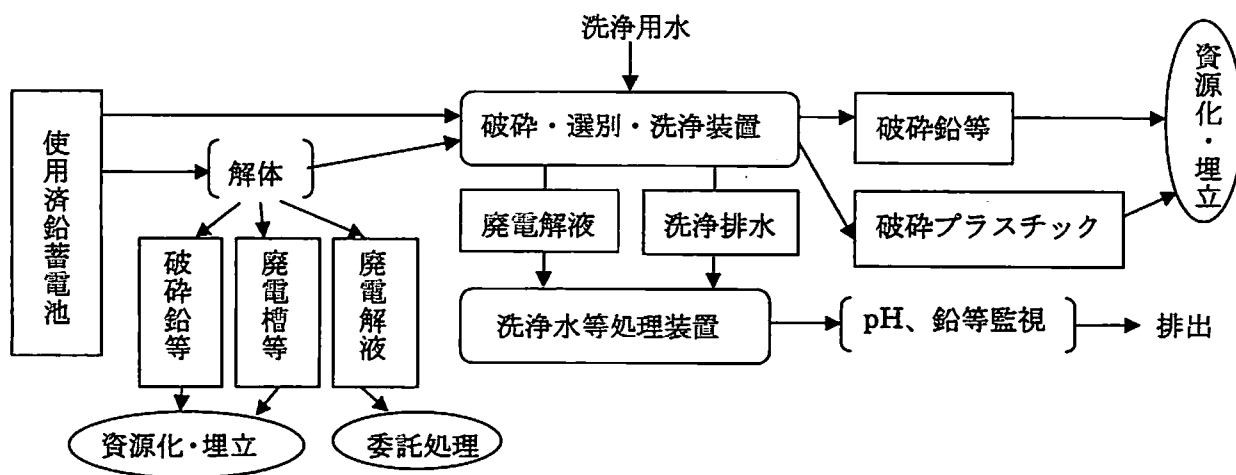 洗浄用水
使用済鉛蓄電池
解体
破砕・選別・洗浄装置
破砕鉛等
資源化・埋立
廃電解液
洗浄排水
破砕プラスチック
破砕鉛等
廃電槽等
廃電解液
洗浄水等処理装置
pH、鉛等監視
排出
資源化・埋立
委託処理